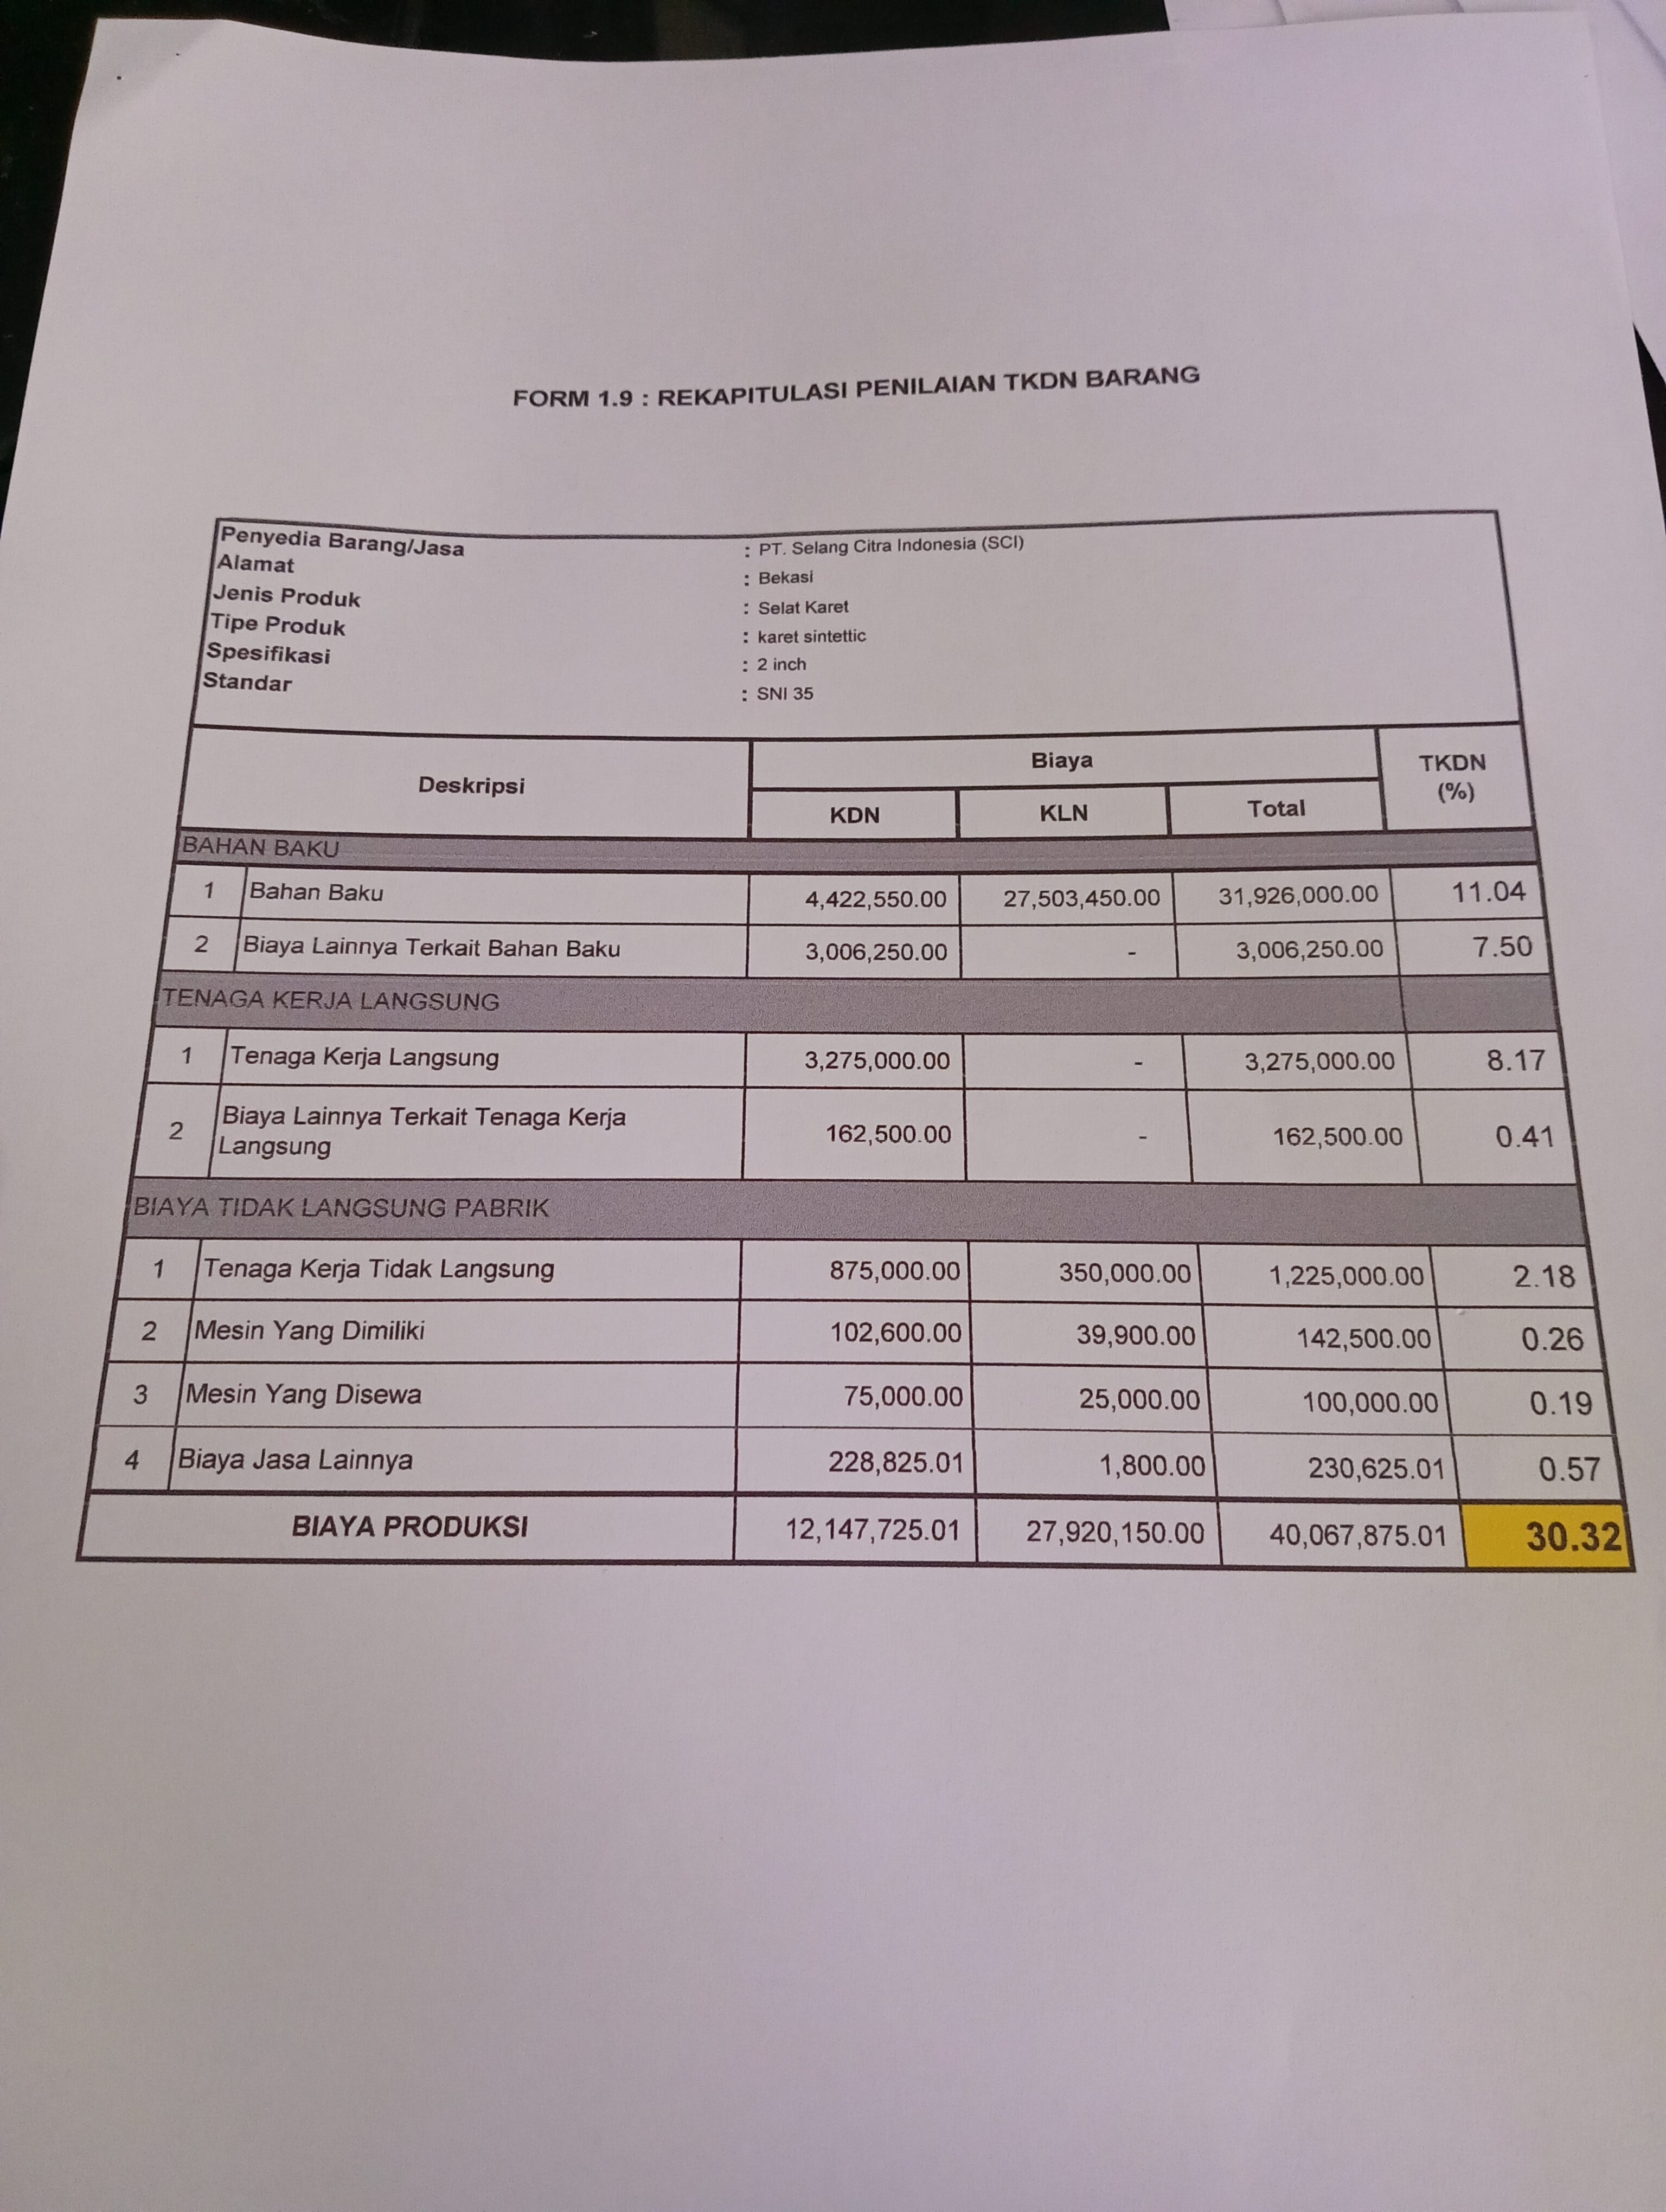 FORM 1.9 : REKAPITULASI PENILAIAN TKDN BARANG
Penyedia Barang/Jasa : PT. Selang Citra Indonesia (SCI)
Alamat : Bekasi
Jenis Produk : Selat Karet
Tipe Produk : karet sintettic
Spesifikasi : 2 inch
Standar : SNI 35
Deskripsi Biaya TKDN (%)
KDN KLN Total
BAHAN BAKU
1 Bahan Baku 4,422,550.00 27,503,450.00 31,926,000.00 11.04
2 Biaya Lainnya Terkait Bahan Baku 3,006,250.00 - 3,006,250.00 7.50
TENAGA KERJA LANGSUNG
1 Tenaga Kerja Langsung 3,275,000.00 - 3,275,000.00 8.17
2 Biaya Lainnya Terkait Tenaga Kerja Langsung 162,500.00 - 162,500.00 0.41
BIAYA TIDAK LANGSUNG PABRIK
1 Tenaga Kerja Tidak Langsung 875,000.00 350,000.00 1,225,000.00 2.18
2 Mesin Yang Dimiliki 102,600.00 39,900.00 142,500.00 0.26
3 Mesin Yang Disewa 75,000.00 25,000.00 100,000.00 0.19
4 Biaya Jasa Lainnya 228,825.01 1,800.00 230,625.01 0.57
BIAYA PRODUKSI 12,147,725.01 27,920,150.00 40,067,875.01 30.32